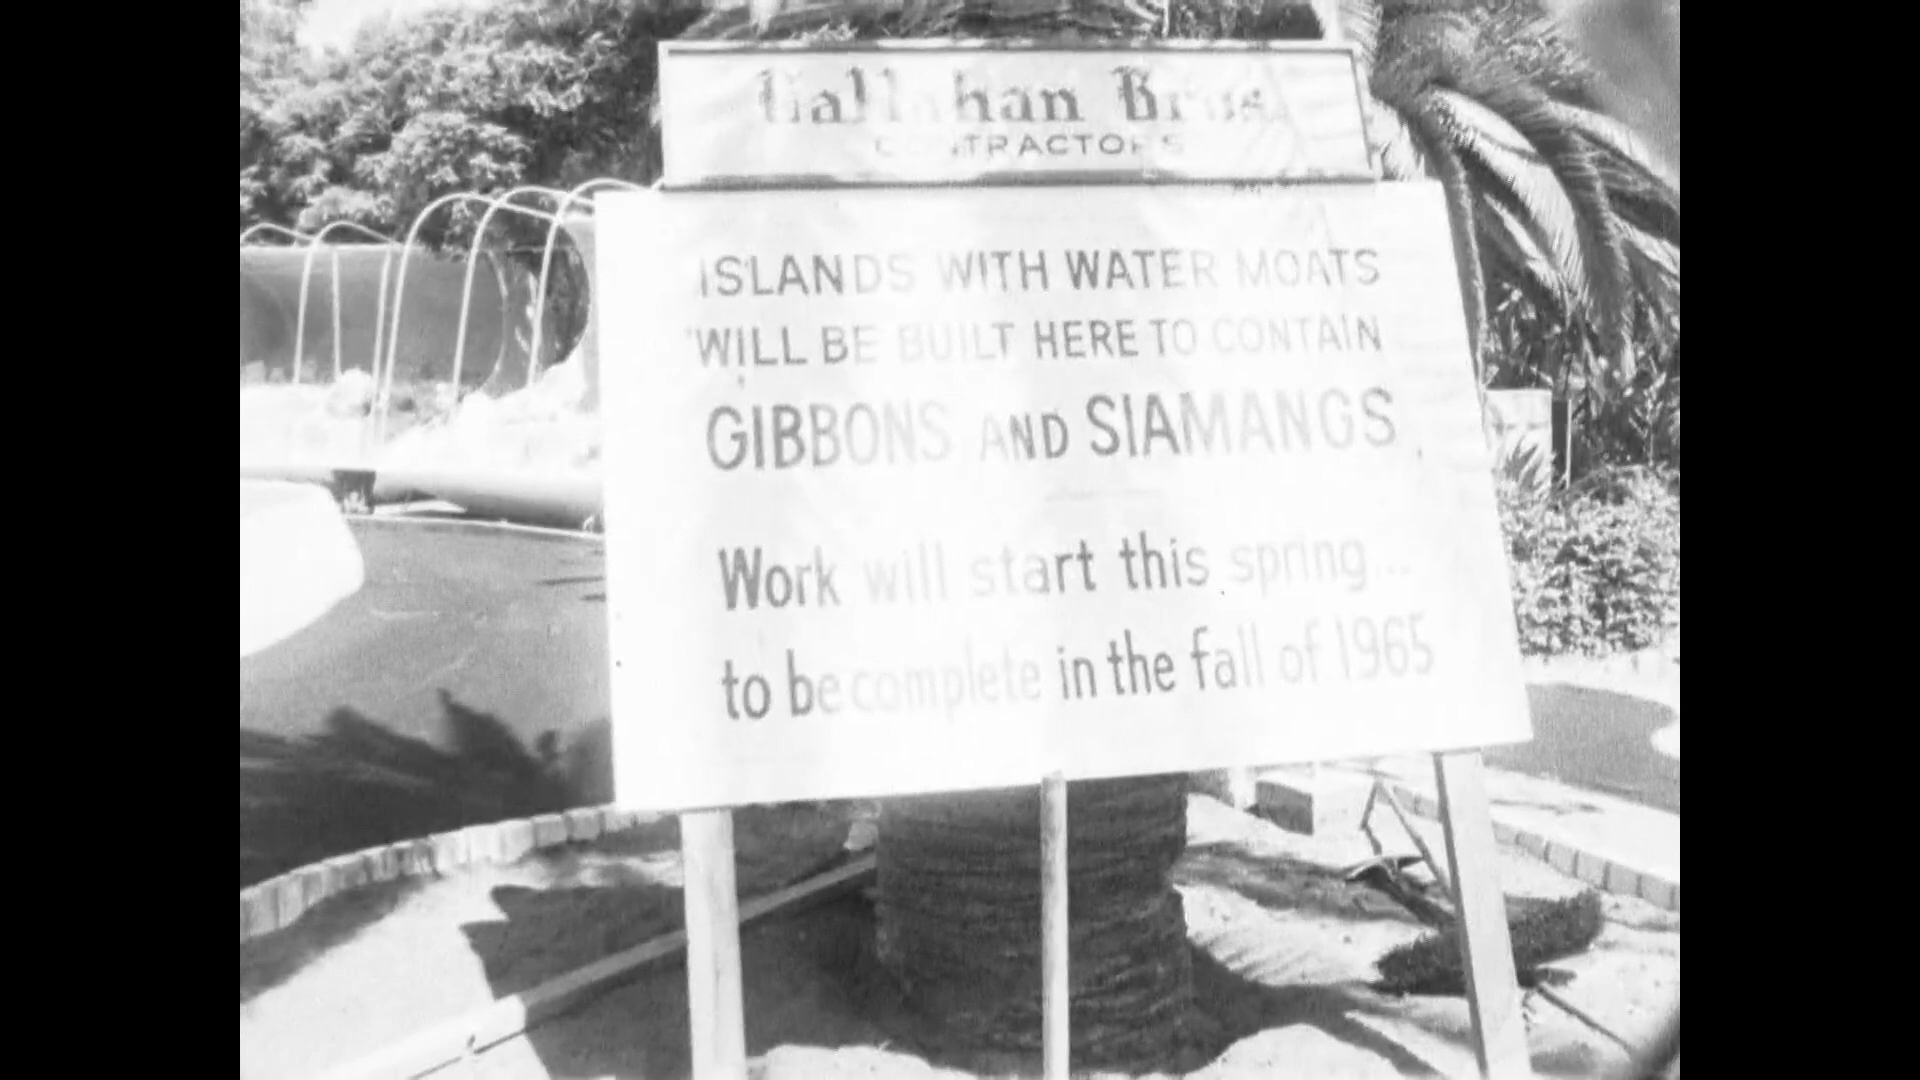 Callahan Bros.
CONTRACTORS
ISLANDS WITH WATER MOATS
WILL BE BUILT HERE TO CONTAIN
GIBBONS AND SIAMANGS
Work will start this spring...
to be complete in the fall of 1965